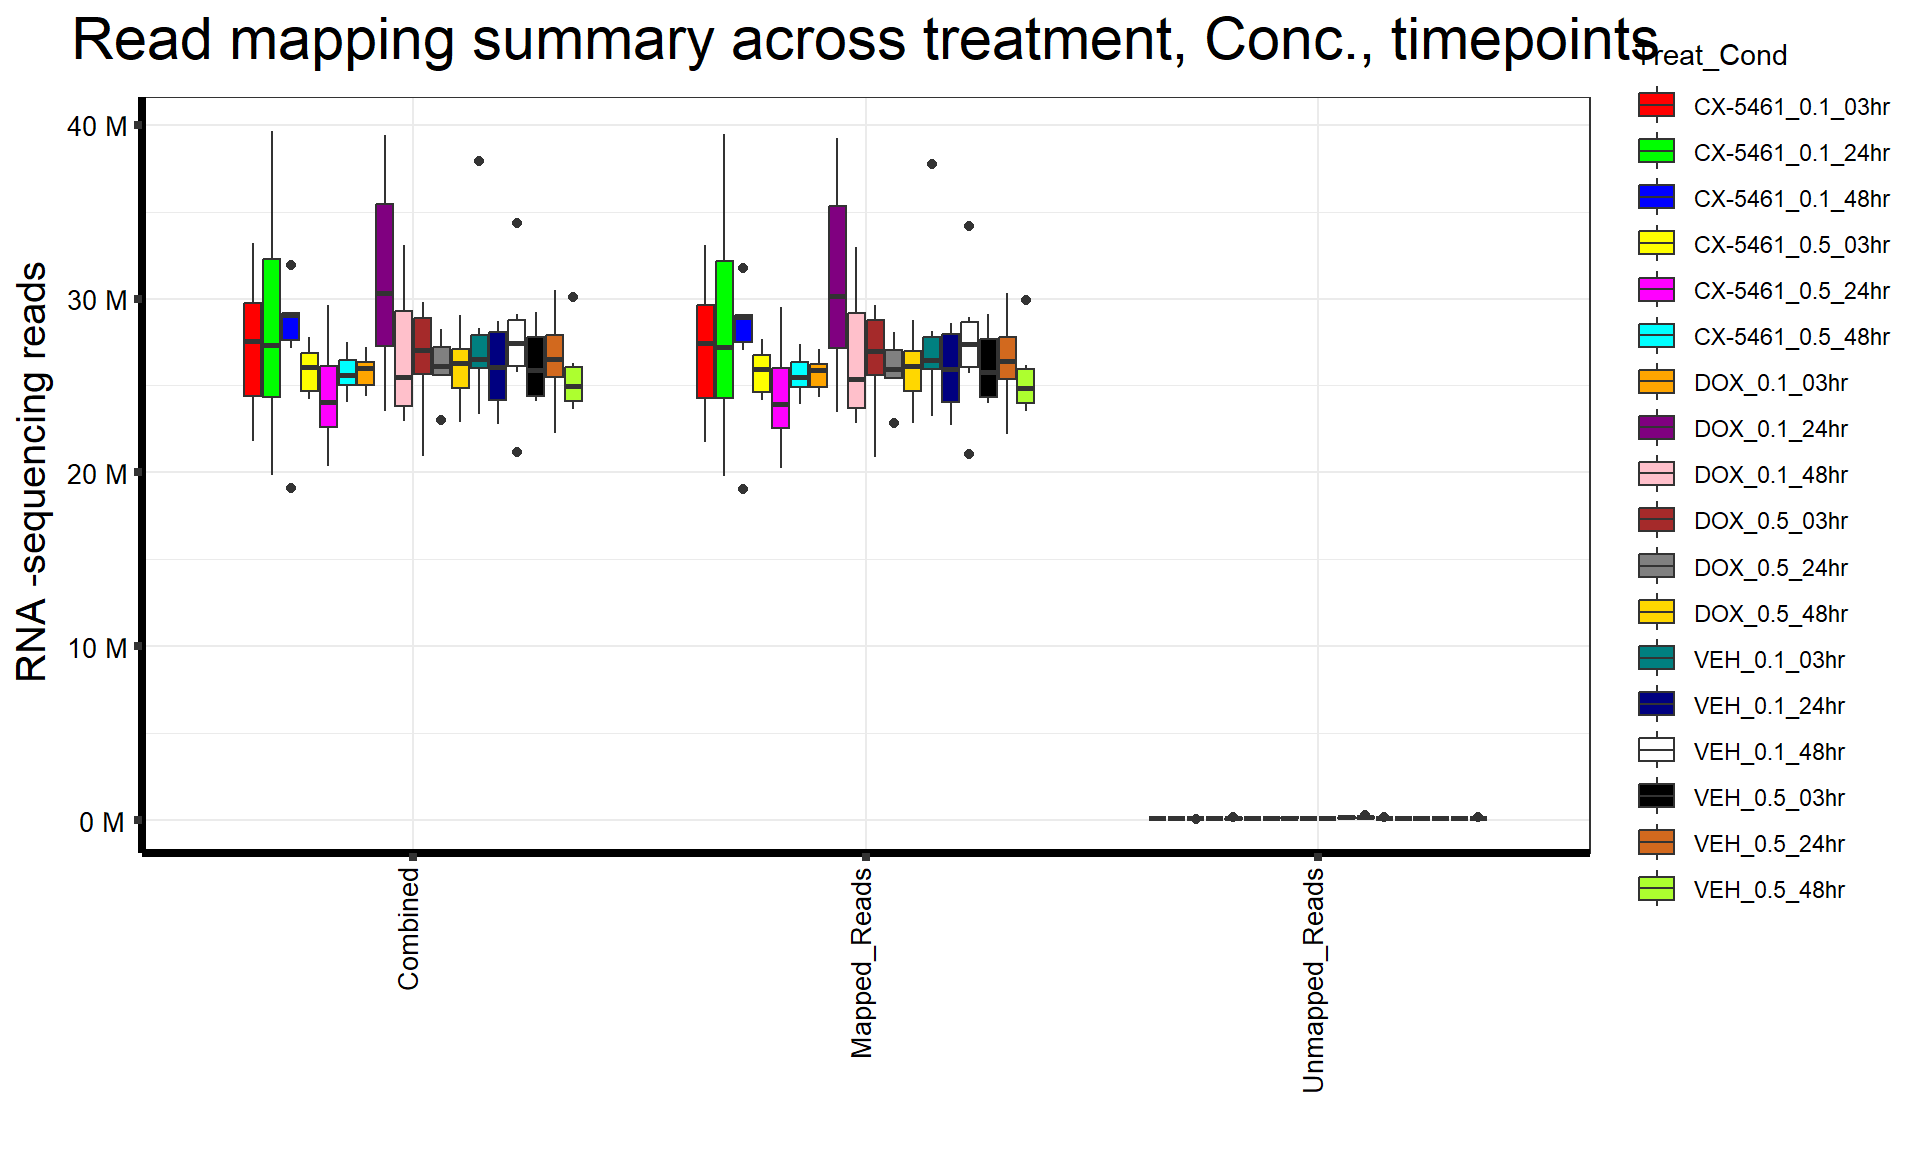 Read mapping summary across treatment, Conc., timepoints
RNA -sequencing reads
40 M
30 M
20 M
10 M
0 M
Combined
Mapped_Reads
Unmapped_Reads
Treat_Cond
CX-5461_0.1_03hr
CX-5461_0.1_24hr
CX-5461_0.1_48hr
CX-5461_0.5_03hr
CX-5461_0.5_24hr
CX-5461_0.5_48hr
DOX_0.1_03hr
DOX_0.1_24hr
DOX_0.1_48hr
DOX_0.5_03hr
DOX_0.5_24hr
DOX_0.5_48hr
VEH_0.1_03hr
VEH_0.1_24hr
VEH_0.1_48hr
VEH_0.5_03hr
VEH_0.5_24hr
VEH_0.5_48hr